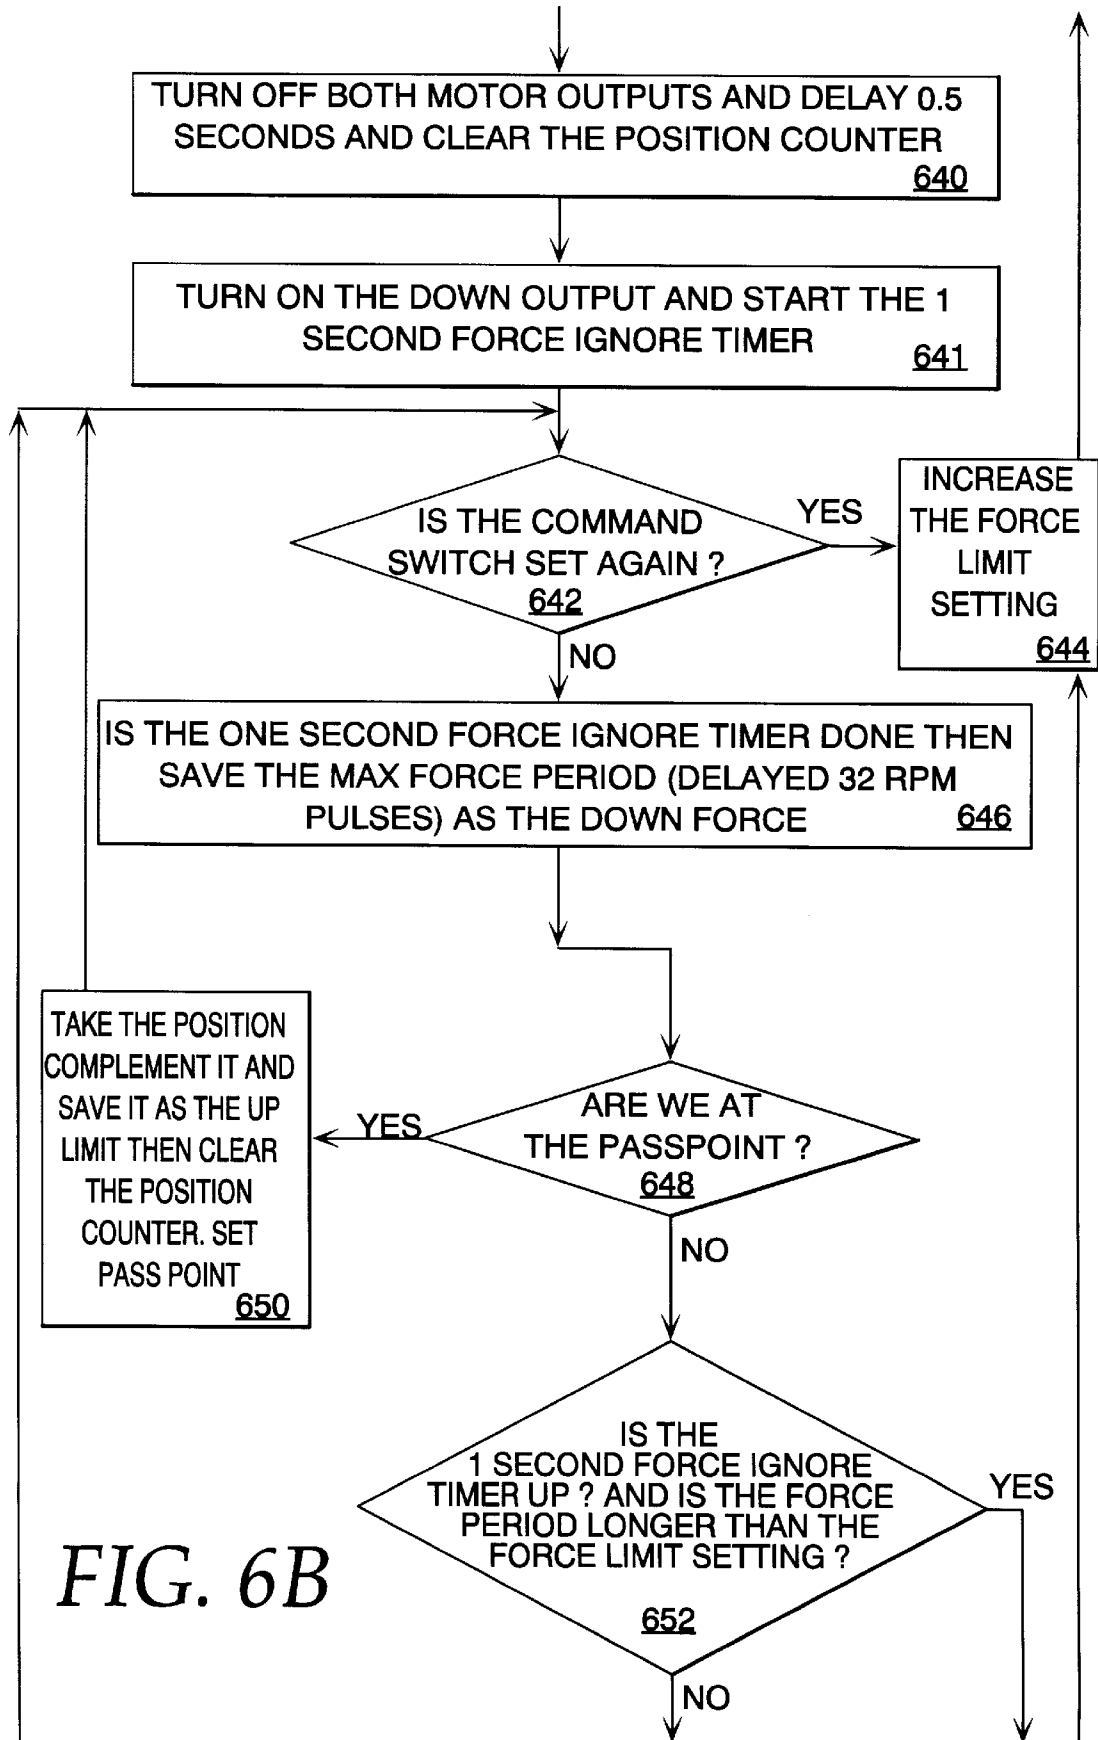 TURN OFF BOTH MOTOR OUTPUTS AND DELAY 0.5
SECONDS AND CLEAR THE POSITION COUNTER
640
TURN ON THE DOWN OUTPUT AND START THE 1
SECOND FORCE IGNORE TIMER
641
IS THE COMMAND
SWITCH SET AGAIN ?
642
YES
INCREASE
THE FORCE
LIMIT
SETTING
644
NO
IS THE ONE SECOND FORCE IGNORE TIMER DONE THEN
SAVE THE MAX FORCE PERIOD (DELAYED 32 RPM
PULSES) AS THE DOWN FORCE
646
ARE WE AT
THE PASSPOINT ?
648
YES
TAKE THE POSITION
COMPLEMENT IT AND
SAVE IT AS THE UP
LIMIT THEN CLEAR
THE POSITION
COUNTER. SET
PASS POINT
650
NO
IS THE
1 SECOND FORCE IGNORE
TIMER UP ? AND IS THE FORCE
PERIOD LONGER THAN THE
FORCE LIMIT SETTING ?
652
YES
NO
FIG. 6B